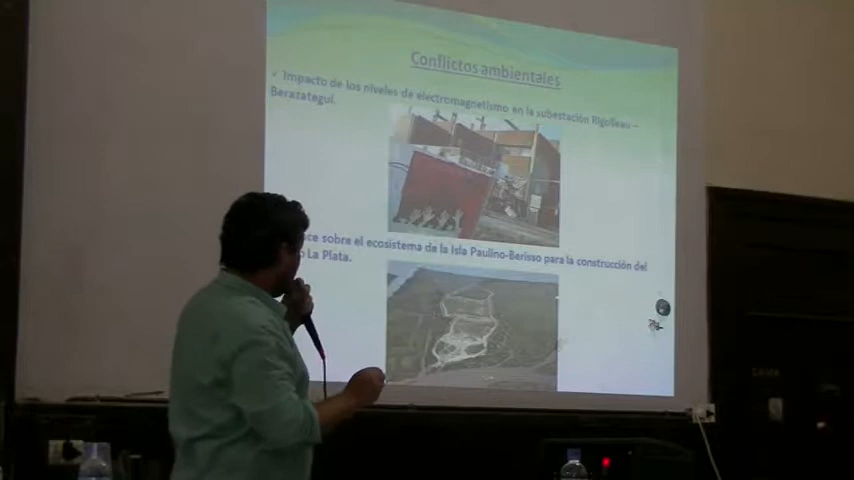 Conflictos ambientales
✓ Impacto de los niveles de electromagnetismo en la subestación Rigolleau –
Berazategui.
sobre el ecosistema de la Isla Paulino-Berisso para la construcción del
La Plata.